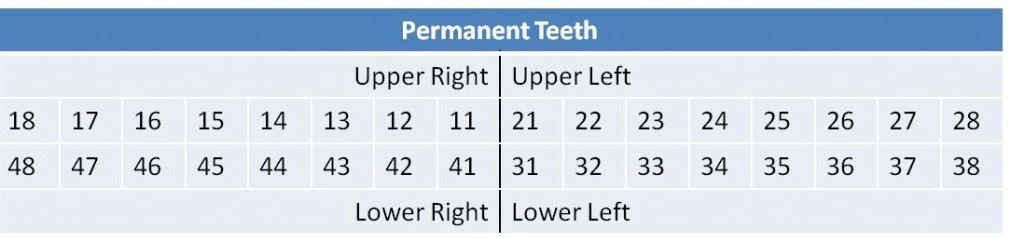 Permanent Teeth
Upper Right Upper Left
18 17 16 15 14 13 12 11 21 22 23 24 25 26 27 28
48 47 46 45 44 43 42 41 31 32 33 34 35 36 37 38
Lower Right Lower Left